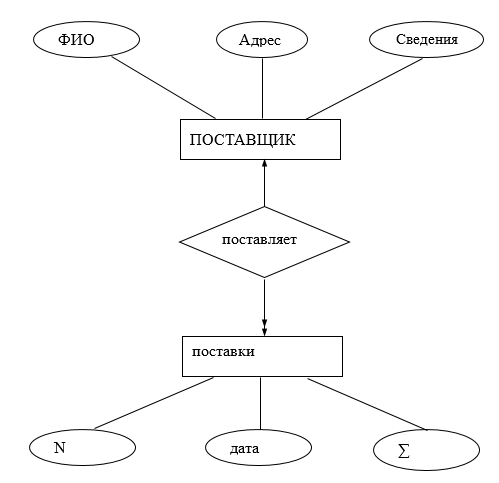 ФИО
Адрес
Сведения
ПОСТАВЩИК
поставляет
поставки
N
дата
∑